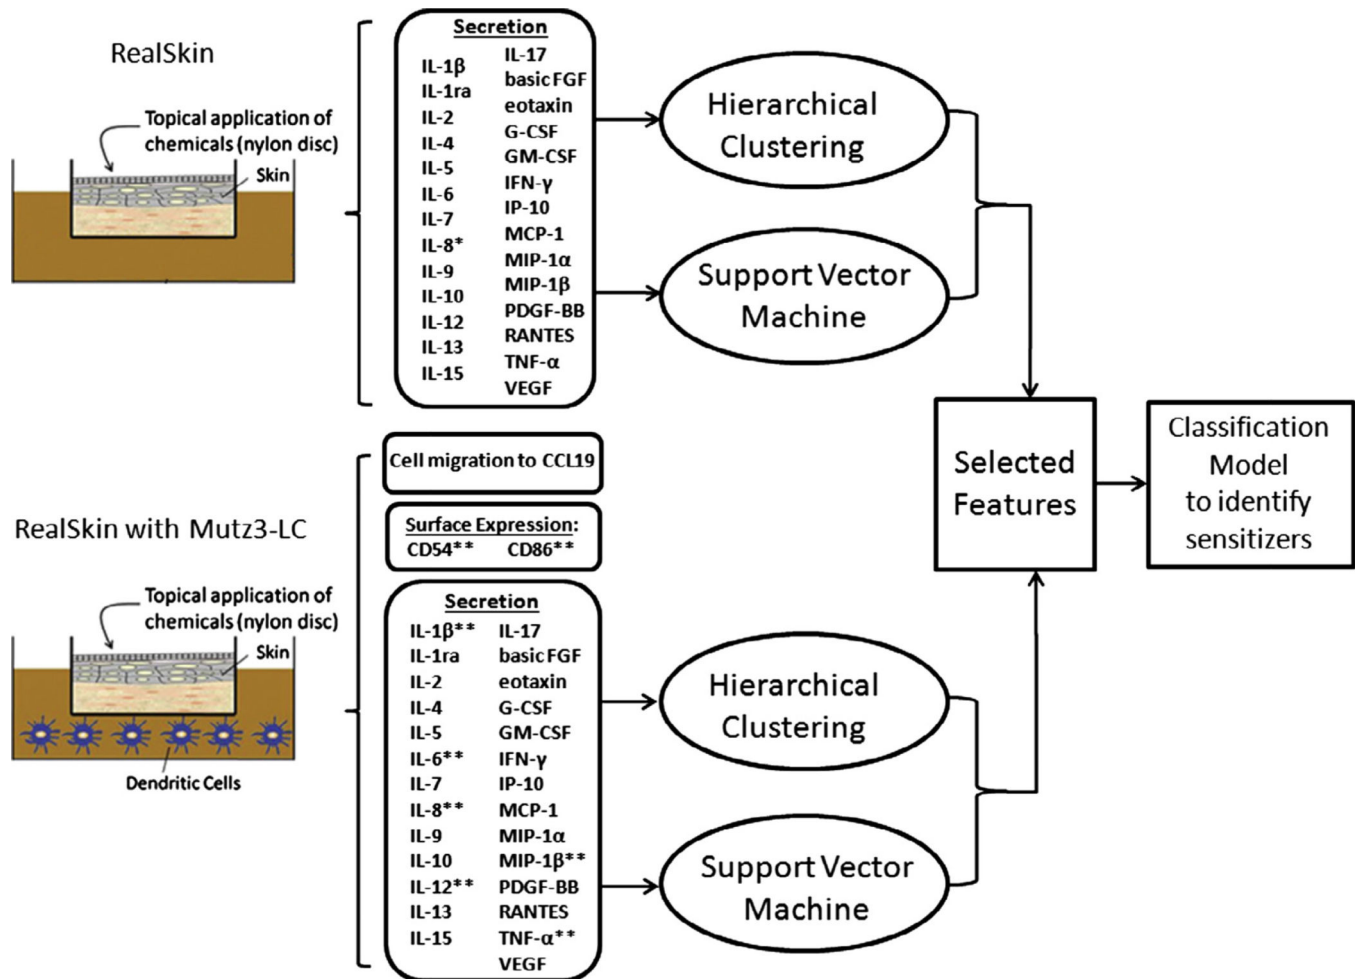 RealSkin
Topical application of
chemicals (nylon disc)
Skin
Secretion
IL-1β
IL-1ra
IL-2
IL-4
IL-5
IL-6
IL-7
IL-8*
IL-9
IL-10
IL-12
IL-13
IL-15
IL-17
basic FGF
eotaxin
G-CSF
GM-CSF
IFN-γ
IP-10
MCP-1
MIP-1α
MIP-1β
PDGF-BB
RANTES
TNF-α
VEGF
Hierarchical
Clustering
Support Vector
Machine
RealSkin with Mutz3-LC
Topical application of
chemicals (nylon disc)
Skin
Dendritic Cells
Cell migration to CCL19
Surface Expression:
CD54** CD86**
Secretion
IL-1β**
IL-1ra
IL-2
IL-4
IL-5
IL-6**
IL-7
IL-8**
IL-9
IL-10
IL-12**
IL-13
IL-15
IL-17
basic FGF
eotaxin
G-CSF
GM-CSF
IFN-γ
IP-10
MCP-1
MIP-1α
MIP-1β**
PDGF-BB
RANTES
TNF-α**
VEGF
Hierarchical
Clustering
Support Vector
Machine
Selected
Features
Classification
Model
to identify
sensitizers